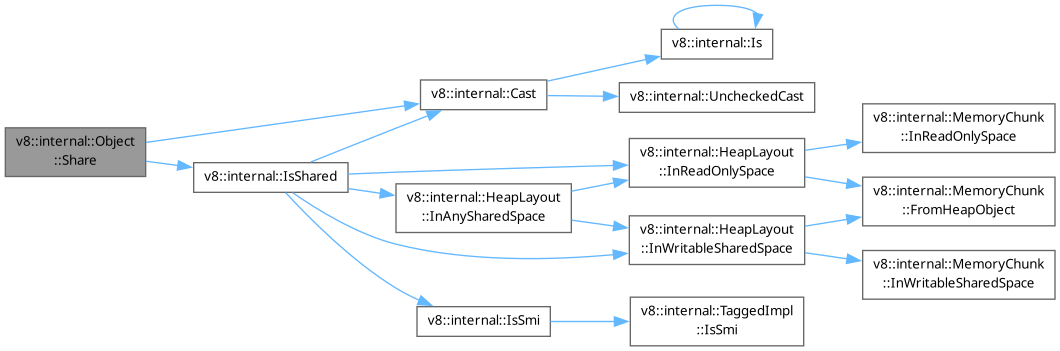 v8::internal::Object
::Share
v8::internal::IsShared
v8::internal::Cast
v8::internal::HeapLayout
::InAnySharedSpace
v8::internal::IsSmi
v8::internal::Is
v8::internal::UncheckedCast
v8::internal::HeapLayout
::InReadOnlySpace
v8::internal::HeapLayout
::InWritableSharedSpace
v8::internal::TaggedImpl
::IsSmi
v8::internal::MemoryChunk
::InReadOnlySpace
v8::internal::MemoryChunk
::FromHeapObject
v8::internal::MemoryChunk
::InWritableSharedSpace